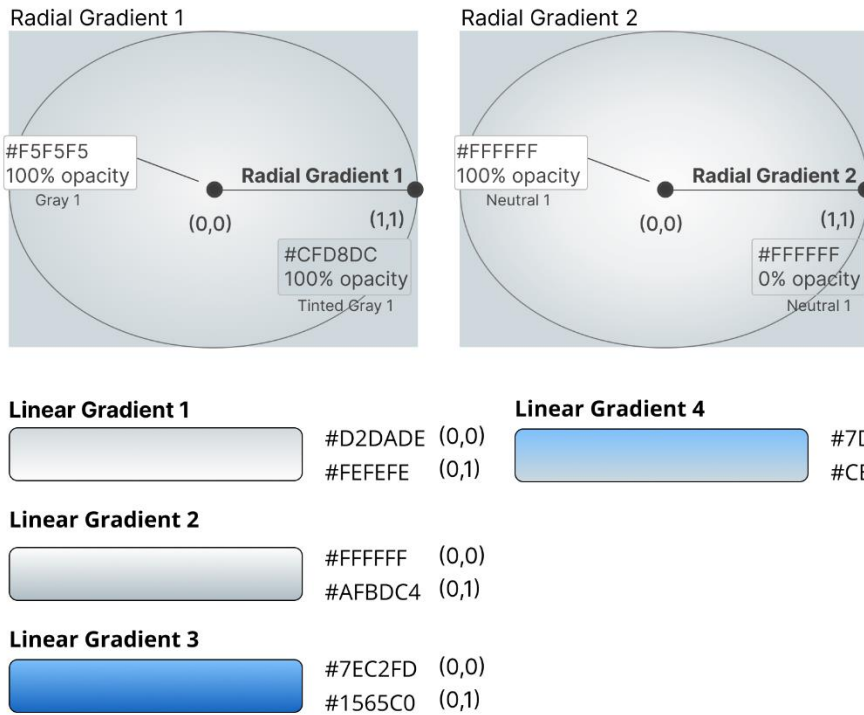 Radial Gradient 1
#F5F5F5
100% opacity
Gray 1
Radial Gradient 1
(0,0)
(1,1)
#CFD8DC
100% opacity
Tinted Gray 1
Radial Gradient 2
#FFFFFF
100% opacity
Neutral 1
Radial Gradient 2
(0,0)
(1,1)
#FFFFFF
0% opacity
Neutral 1
Linear Gradient 1
#D2DADE (0,0)
#FEFEFE (0,1)
Linear Gradient 4
Linear Gradient 2
#FFFFFF (0,0)
#AFBDC4 (0,1)
Linear Gradient 3
#7EC2FD (0,0)
#1565C0 (0,1)